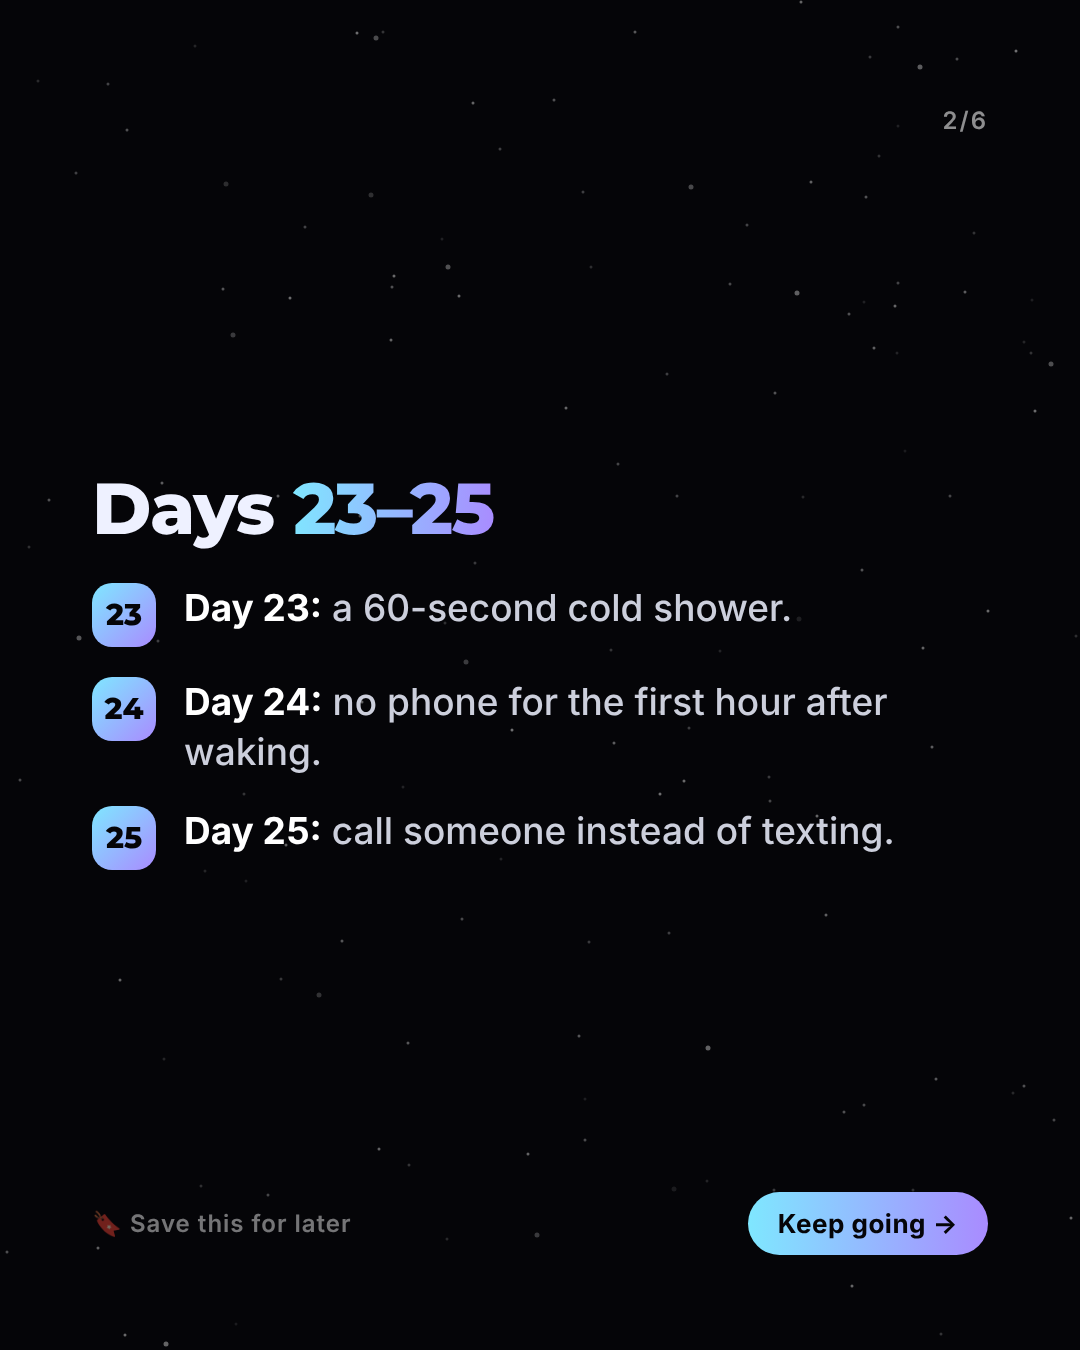 2/6
Days 23–25
23 Day 23: a 60-second cold shower.
24 Day 24: no phone for the first hour after
waking.
25 Day 25: call someone instead of texting.
🔖 Save this for later
Keep going →